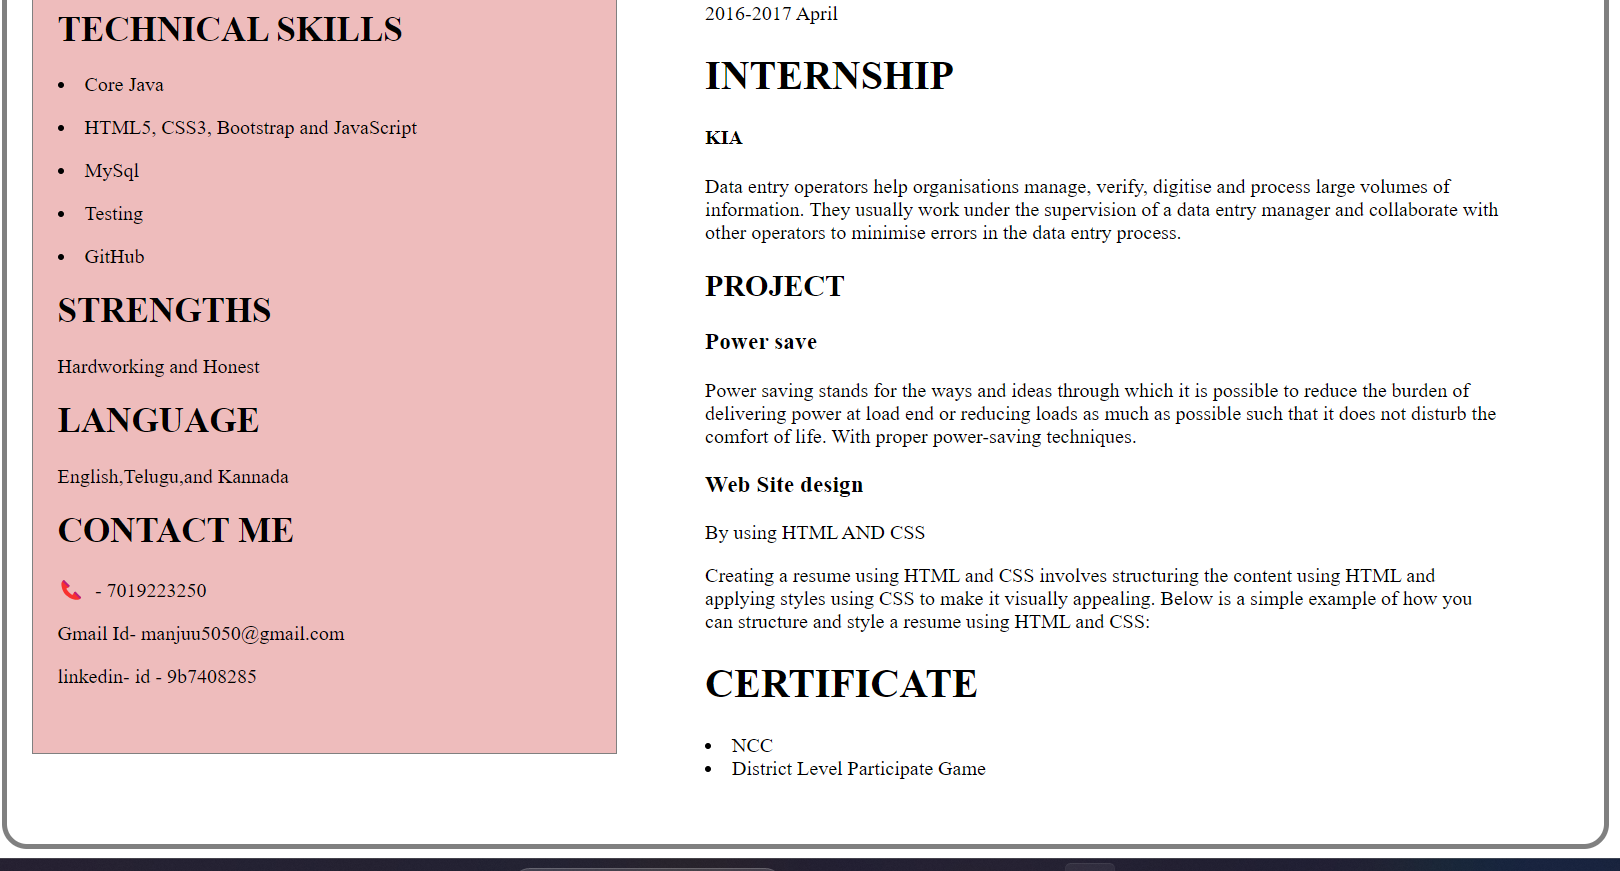 TECHNICAL SKILLS
• Core Java
• HTML5, CSS3, Bootstrap and JavaScript
• MySql
• Testing
• GitHub
STRENGTHS
Hardworking and Honest
LANGUAGE
English,Telugu,and Kannada
CONTACT ME
- 7019223250
Gmail Id- manjuu5050@gmail.com
linkedin- id - 9b7408285
2016-2017 April
INTERNSHIP
KIA
Data entry operators help organisations manage, verify, digitise and process large volumes of
information. They usually work under the supervision of a data entry manager and collaborate with
other operators to minimise errors in the data entry process.
PROJECT
Power save
Power saving stands for the ways and ideas through which it is possible to reduce the burden of
delivering power at load end or reducing loads as much as possible such that it does not disturb the
comfort of life. With proper power-saving techniques.
Web Site design
By using HTML AND CSS
Creating a resume using HTML and CSS involves structuring the content using HTML and
applying styles using CSS to make it visually appealing. Below is a simple example of how you
can structure and style a resume using HTML and CSS:
CERTIFICATE
• NCC
• District Level Participate Game